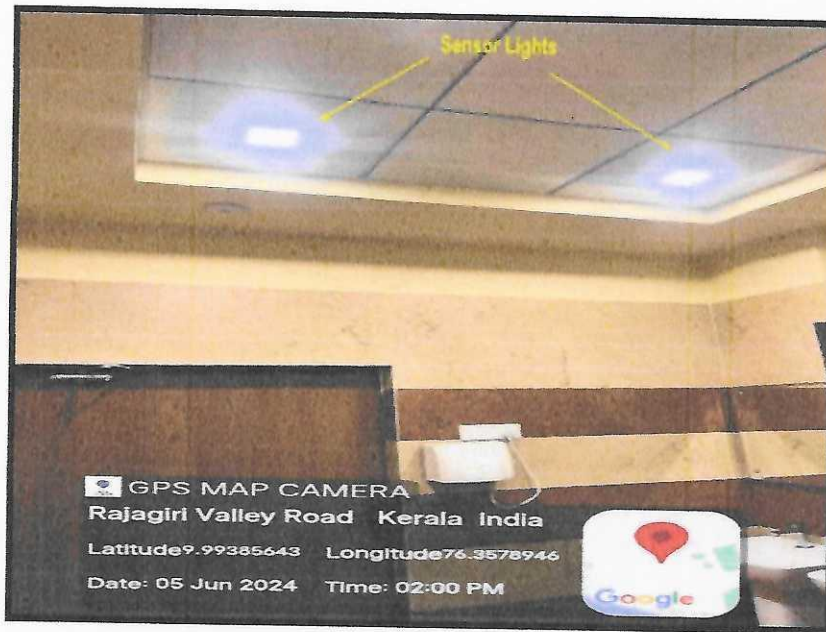 Sensor Lights
GPS MAP CAMERA
Rajagiri Valley Road Kerala India
Latitude9.99385643 Longitude76.3578946
Date: 05 Jun 2024 Time: 02:00 PM
Google